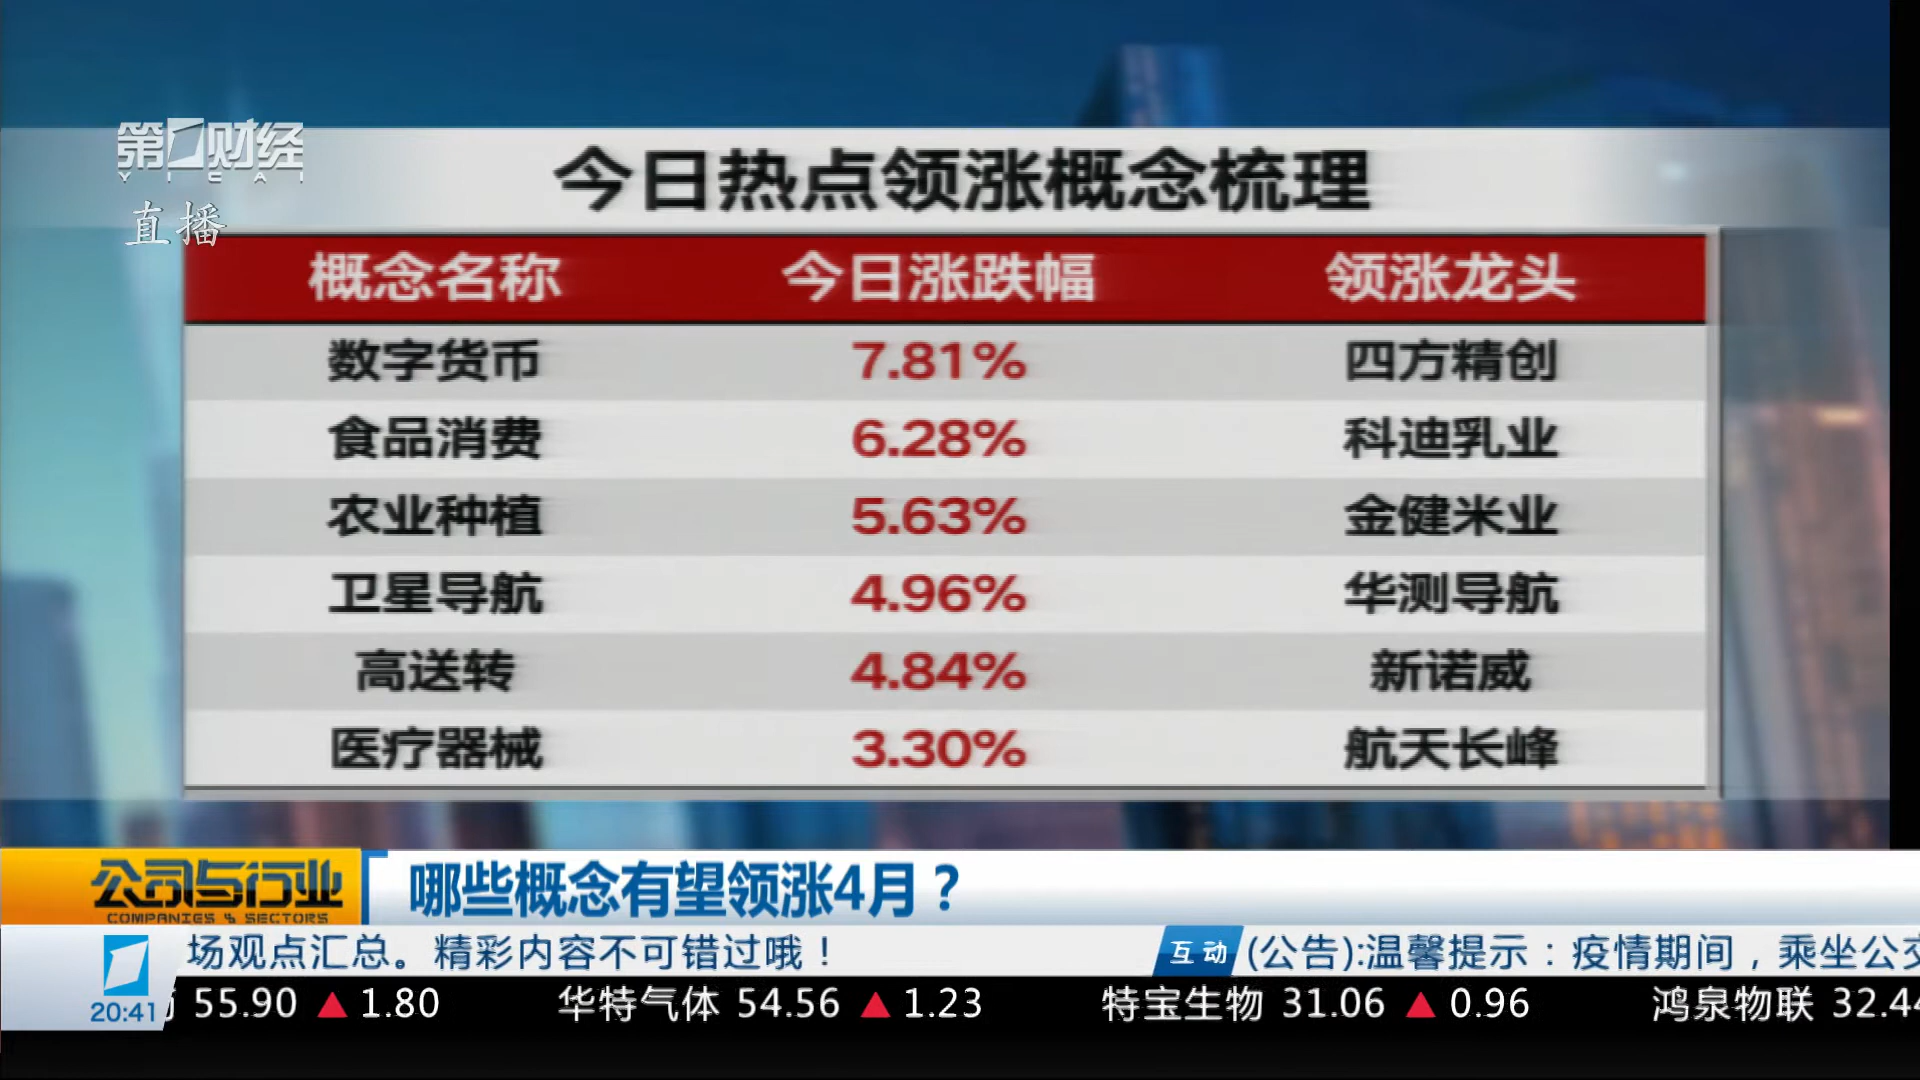 第一财经
YICAI
直播
今日热点领涨概念梳理
概念名称 今日涨跌幅 领涨龙头
数字货币 7.81% 四方精创
食品消费 6.28% 科迪乳业
农业种植 5.63% 金健米业
卫星导航 4.96% 华测导航
高送转 4.84% 新诺威
医疗器械 3.30% 航天长峰
公司与行业
COMPANIES & SECTORS
哪些概念有望领涨4月？
场观点汇总。精彩内容不可错过哦！ 互动 (公告):温馨提示：疫情期间，乘坐公交
20:41 55.90 ▲ 1.80 华特气体 54.56 ▲ 1.23 特宝生物 31.06 ▲ 0.96 鸿泉物联 32.44